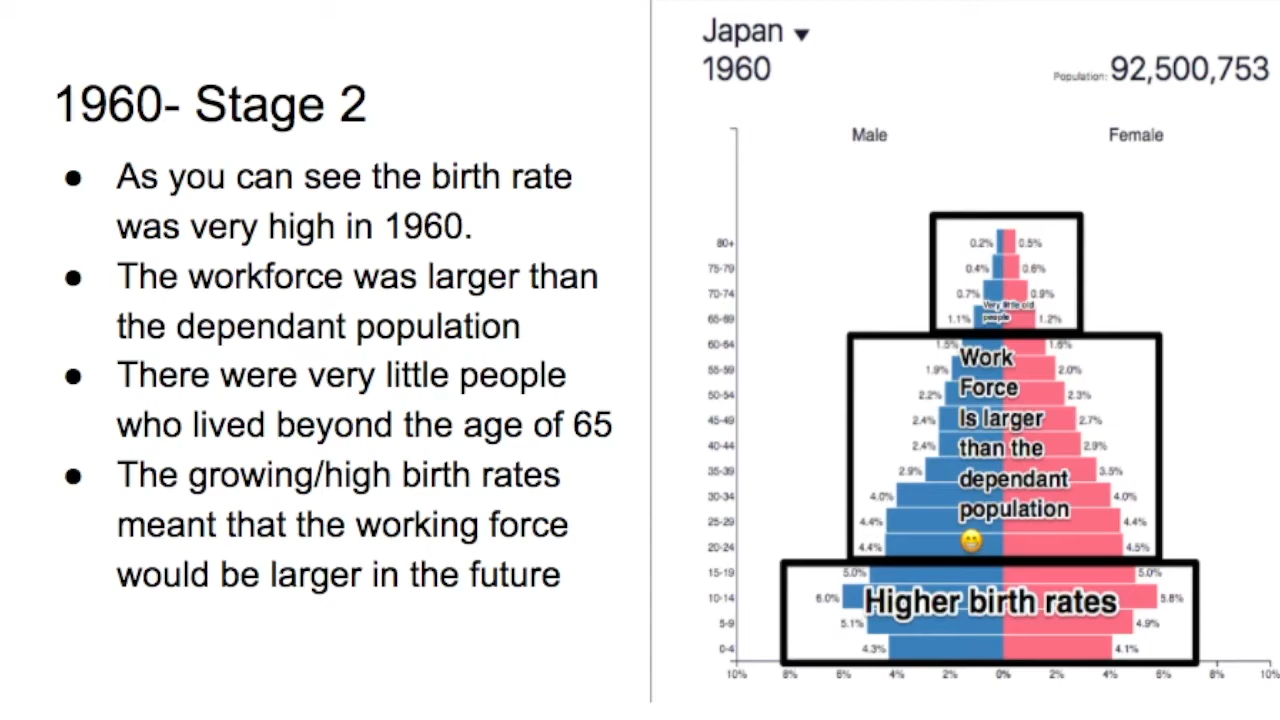 1960- Stage 2
● As you can see the birth rate
was very high in 1960.
● The workforce was larger than
the dependant population
● There were very little people
who lived beyond the age of 65
● The growing/high birth rates
meant that the working force
would be larger in the future
Japan ▼
1960
Population: 92,500,753
Male Female
80+ 0.2% 0.5%
75-79 0.4% 0.6%
70-74 0.7% 0.9%
Very little old
people
65-69 1.1% 1.2%
60-64 1.5% 1.6%
Work
55-59 1.9% 2.0%
Force
50-54 2.2% 2.3%
Is larger
45-49 2.4% 2.7%
than the
40-44 2.4% 2.9%
35-39 2.9% 3.5%
dependant
30-34 4.0% 4.0%
population
25-29 4.4% 4.4%
20-24 4.4% 4.5%
15-19 5.0% 5.0%
10-14 6.0% 5.8%
Higher birth rates
5-9 5.1% 4.9%
0-4 4.3% 4.1%
10% 8% 6% 4% 2% 0% 2% 4% 6% 8% 10%